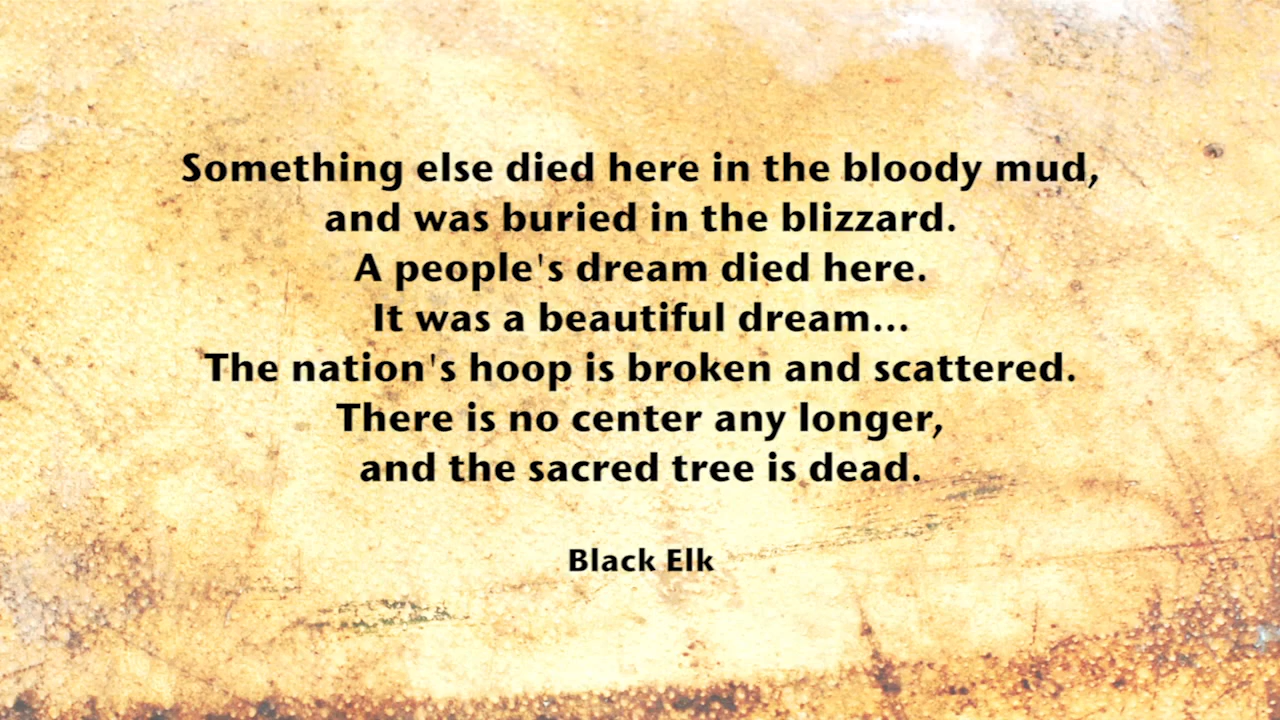 Something else died here in the bloody mud,
and was buried in the blizzard.
A people's dream died here.
It was a beautiful dream...
The nation's hoop is broken and scattered.
There is no center any longer,
and the sacred tree is dead.
Black Elk